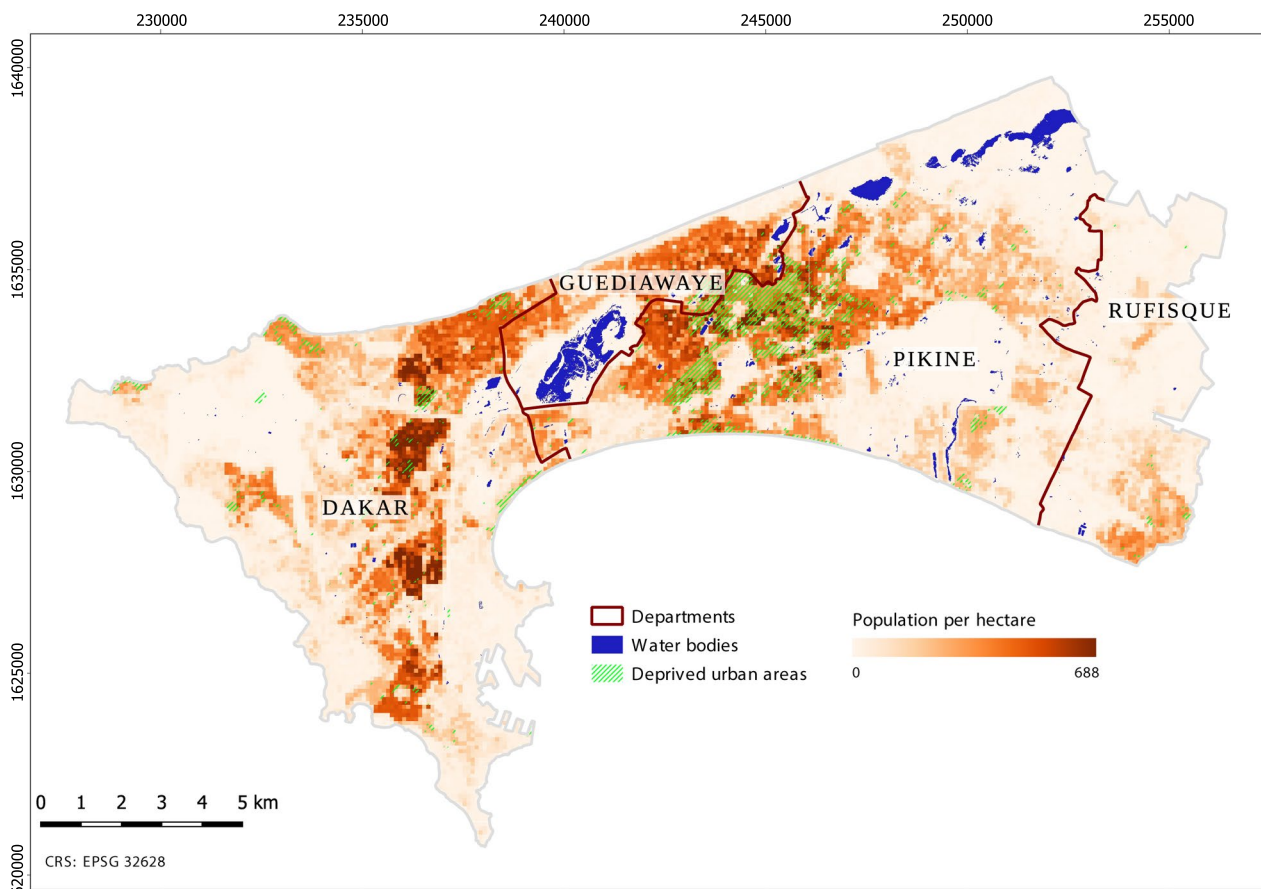 230000 235000 240000 245000 250000 255000
1640000
1635000
1630000
1625000
1620000
GUEDIAWAYE
RUFISQUE
PIKINE
DAKAR
Departments
Water bodies
Deprived urban areas
Population per hectare
0 688
0 1 2 3 4 5 km
CRS: EPSG 32628